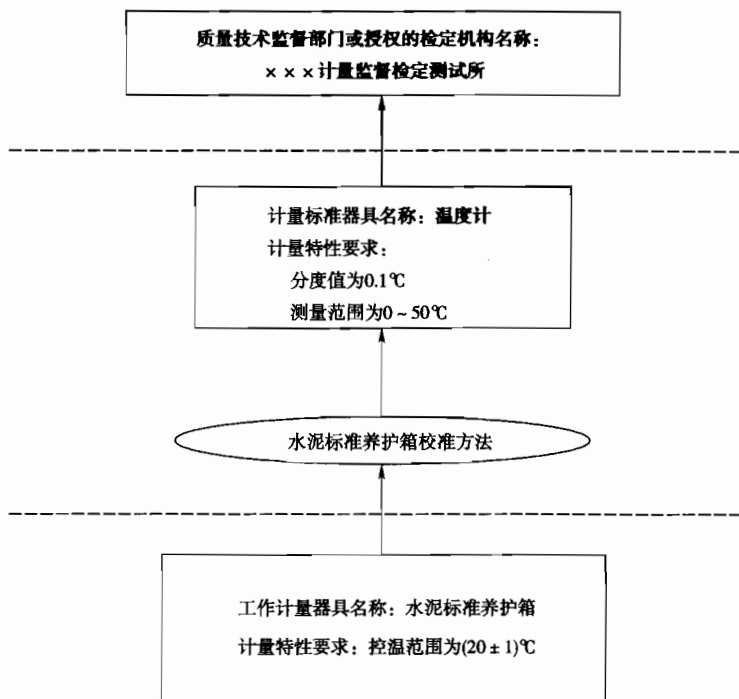 质量技术监督部门或授权的检定机构名称：
×××计量监督检定测试所
计量标准器具名称：温度计
计量特性要求：
分度值为0.1℃
测量范围为0~50℃
水泥标准养护箱校准方法
工作计量器具名称：水泥标准养护箱
计量特性要求：控温范围为(20±1)℃